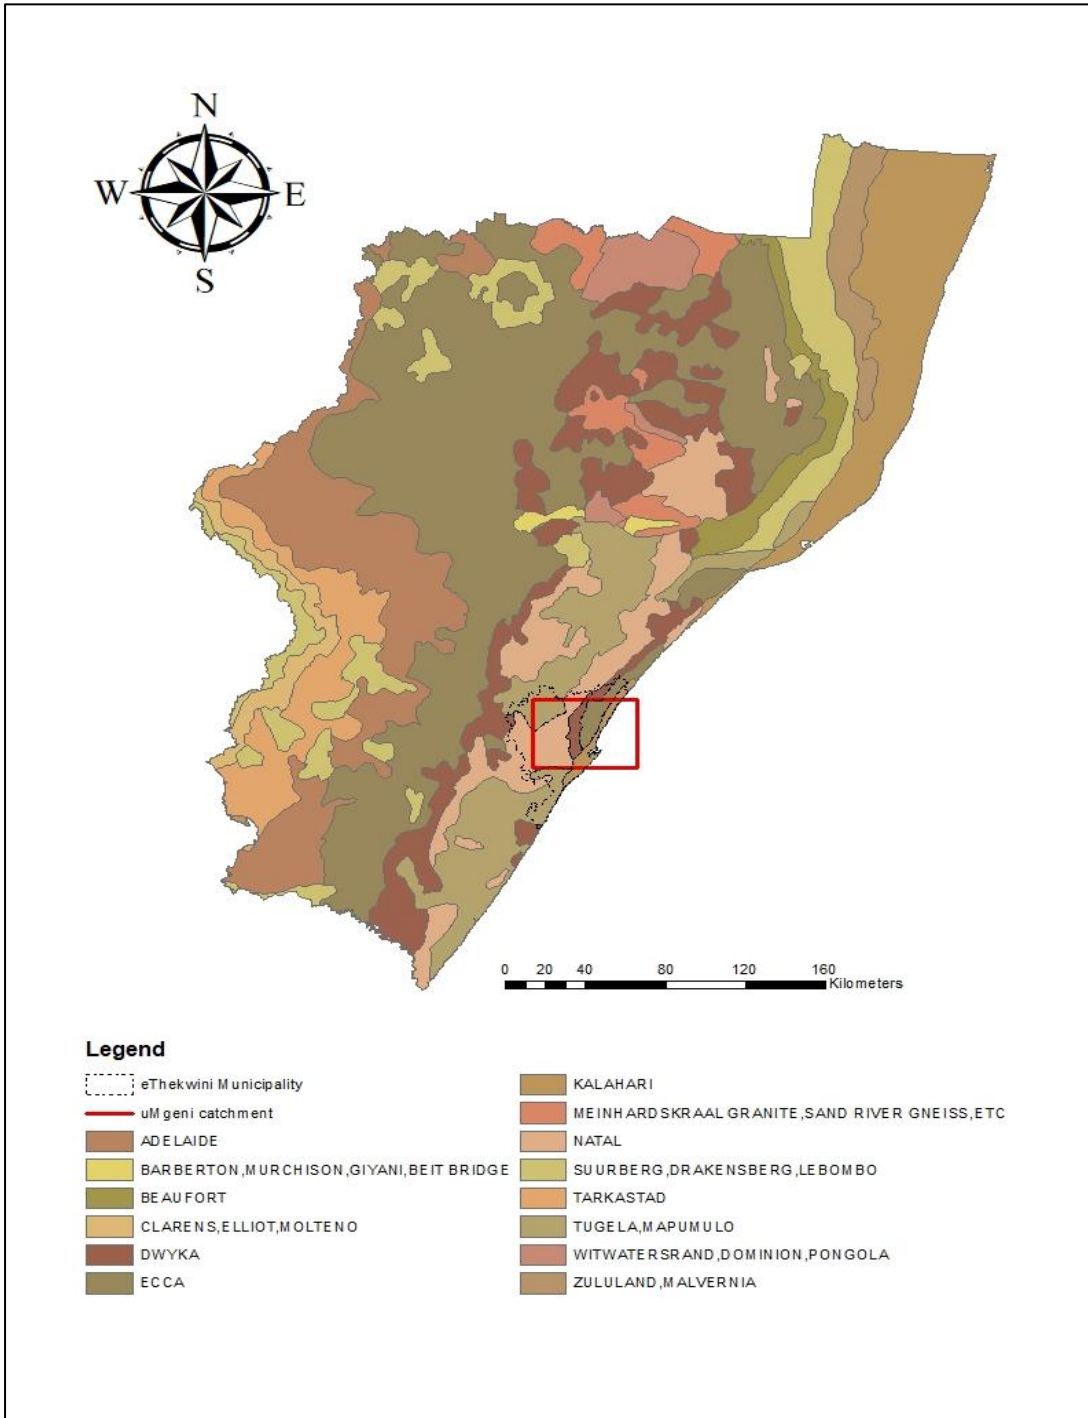 N
W E
S
0 20 40 80 120 160
Kilometers
Legend
eThekwini Municipality
uMgeni catchment
ADELAIDE
BARBERTON,MURCHISON,GIYANI,BEIT BRIDGE
BEAUFORT
CLARENS,ELLIOT,MOLTENO
DWYKA
ECCA
KALAHARI
MEINHARDSKRAAL GRANITE,SAND RIVER GNEISS,ETC
NATAL
SUURBERG,DRAKENSBERG,LEBOMBO
TARKASTAD
TUGELA,MAPUMULO
WITWATERSRAND,DOMINION,PONGOLA
ZULULAND,MALVERNIA